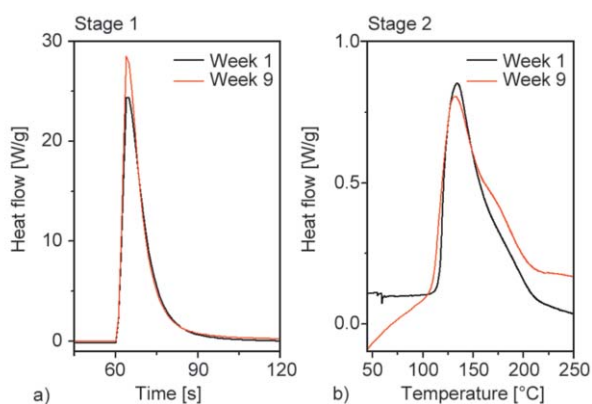 Stage 1
30
20
10
0
60
90
120
Heat flow [W/g]
Time [s]
Week 1
Week 9
a)
Stage 2
1.0
0.5
0.0
50
100
150
200
250
Heat flow [W/g]
Temperature [°C]
Week 1
Week 9
b)